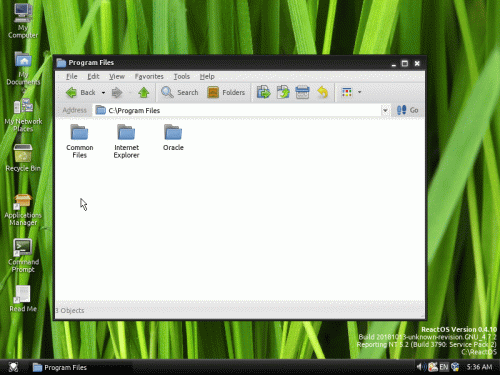 My
Computer
My
Documents
My Network
Places
Recycle Bin
Applications
Manager
Command
Prompt
Read Me
Program Files
File Edit View Favorites Tools Help
Back Search Folders
Address C:\Program Files Go
Common
Files
Internet
Explorer
Oracle
3 Objects
ReactOS Version 0.4.10
Build 20181013-unknown-revision.GNU_4.7.2
Reporting NT 5.2 (Build 3790: Service Pack 2)
C:\ReactOS
Program Files
EN
5:36 AM